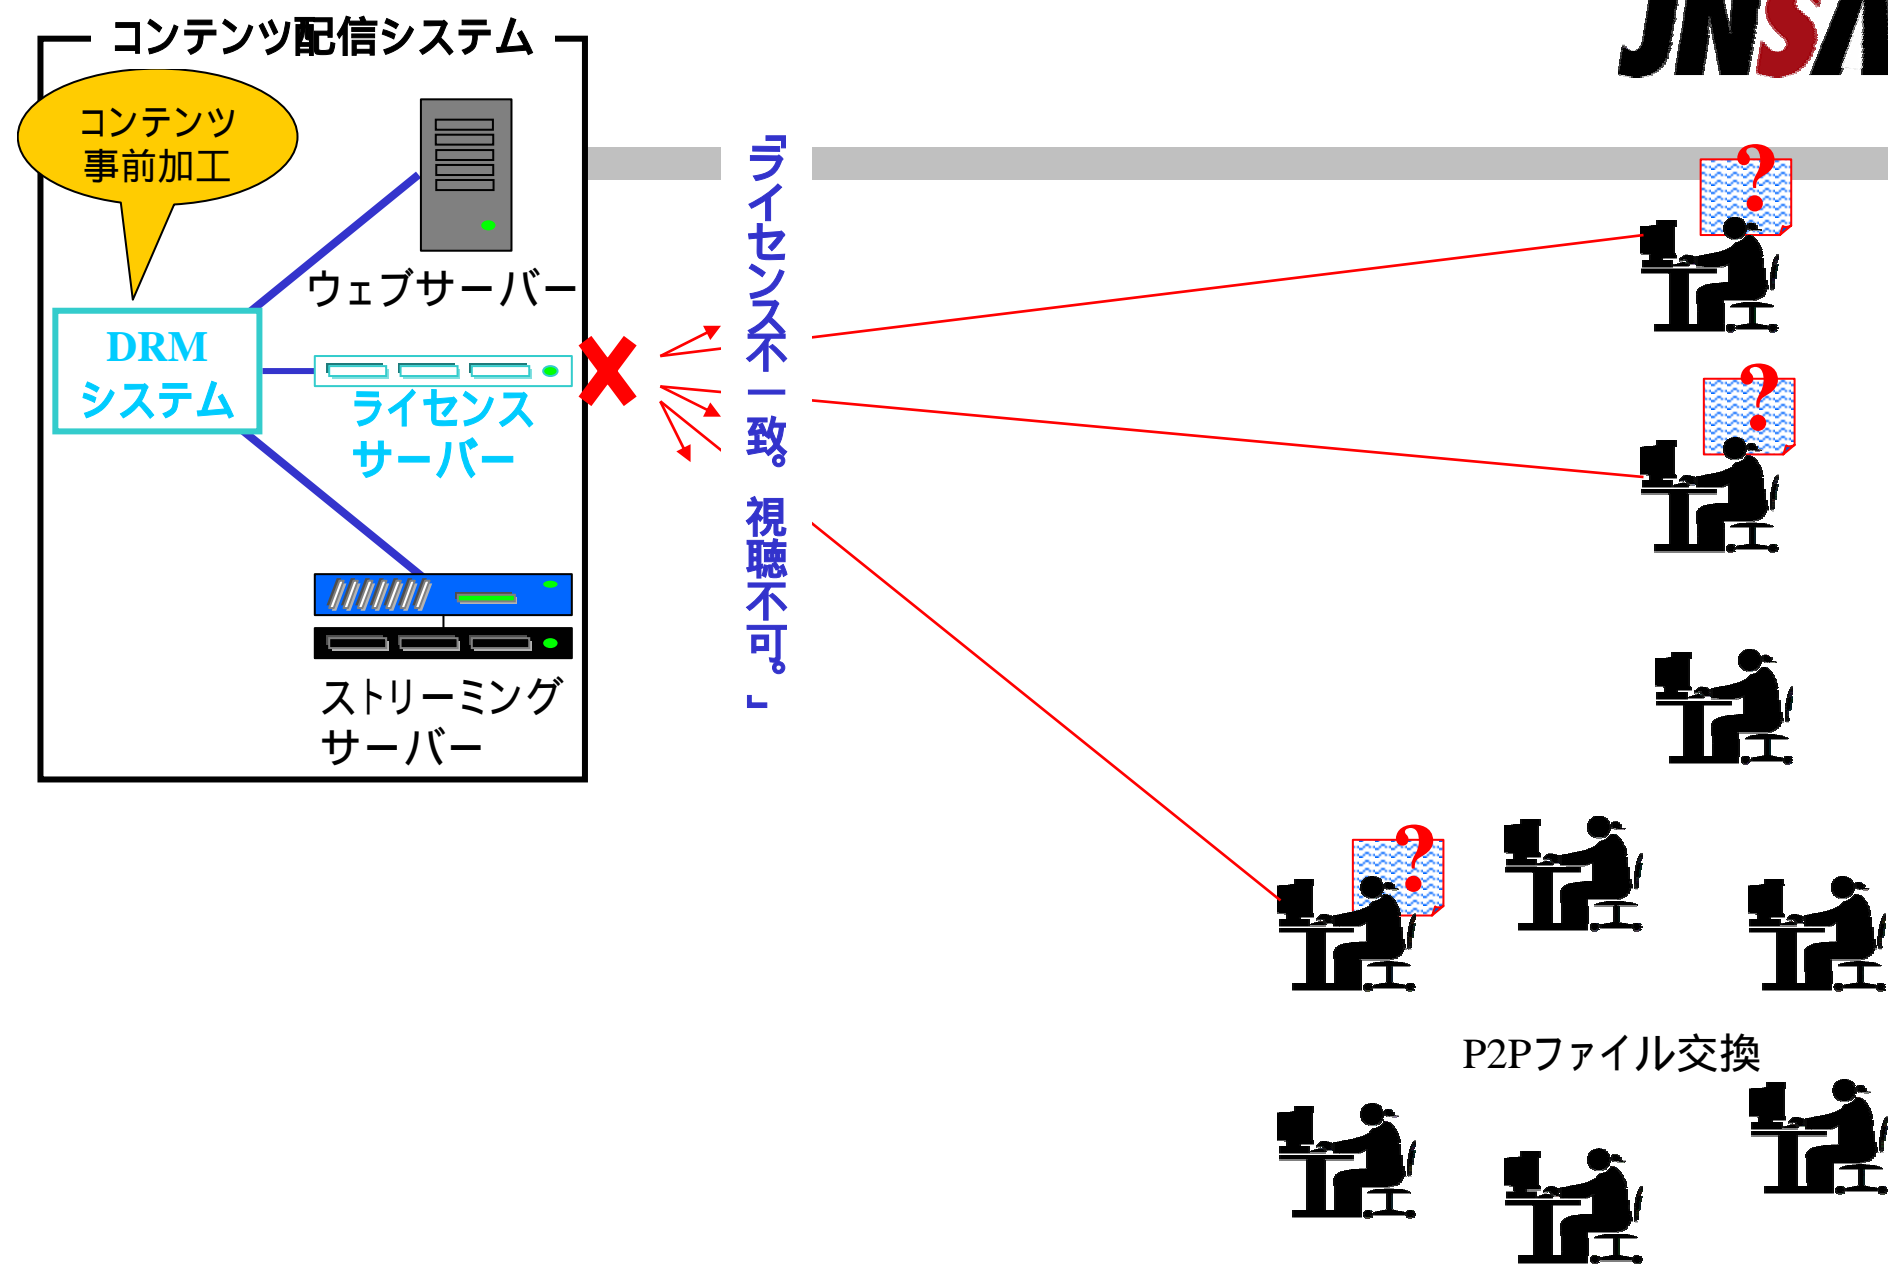 コンテンツ配信システム
JNSA
コンテンツ
事前加工
ウェブサーバー
DRM
システム
ライセンス
サーバー
ストリーミング
サーバー
『ライセンス不一致。視聴不可。』
?
?
?
P2Pファイル交換